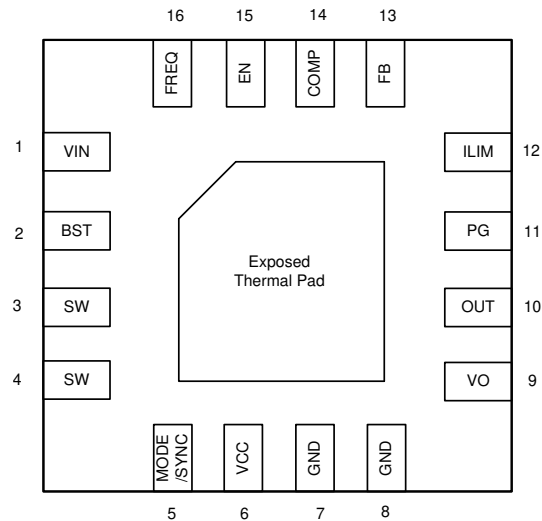 16 15 14 13
FREQ EN COMP FB
1 VIN ILIM 12
2 BST PG 11
Exposed
Thermal Pad
3 SW OUT 10
4 SW VO 9
MODE
/SYNC
VCC GND GND
5 6 7 8